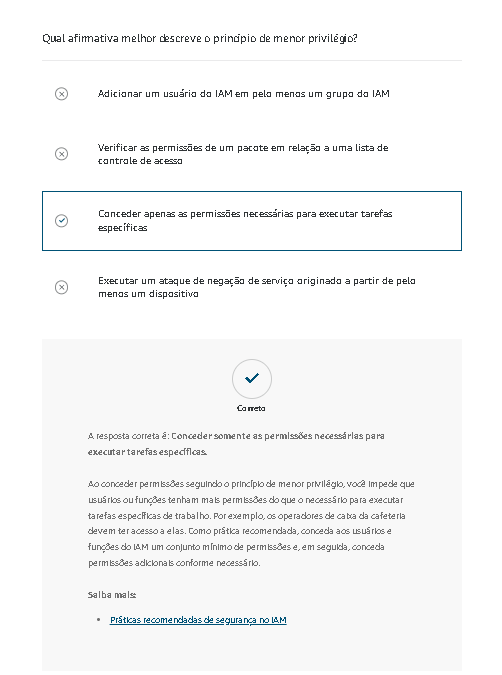 Qual afirmativa melhor descreve o princípio de menor privilégio?
Adicionar um usuário do IAM em pelo menos um grupo do IAM
Verificar as permissões de um pacote em relação a uma lista de
controle de acesso
Conceder apenas as permissões necessárias para executar tarefas
específicas
Executar um ataque de negação de serviço originado a partir de pelo
menos um dispositivo
Correto
A resposta correta é: Conceder somente as permissões necessárias para
executar tarefas específicas.
Ao conceder permissões seguindo o princípio de menor privilégio, você impede que
usuários ou funções tenham mais permissões do que o necessário para executar
tarefas específicas de trabalho. Por exemplo, os operadores de caixa da cafeteria
devem ter acesso a elas. Como prática recomendada, conceda aos usuários e
funções do IAM um conjunto mínimo de permissões e, em seguida, conceda
permissões adicionais conforme necessário.
Saiba mais:
• Práticas recomendadas de segurança no IAM